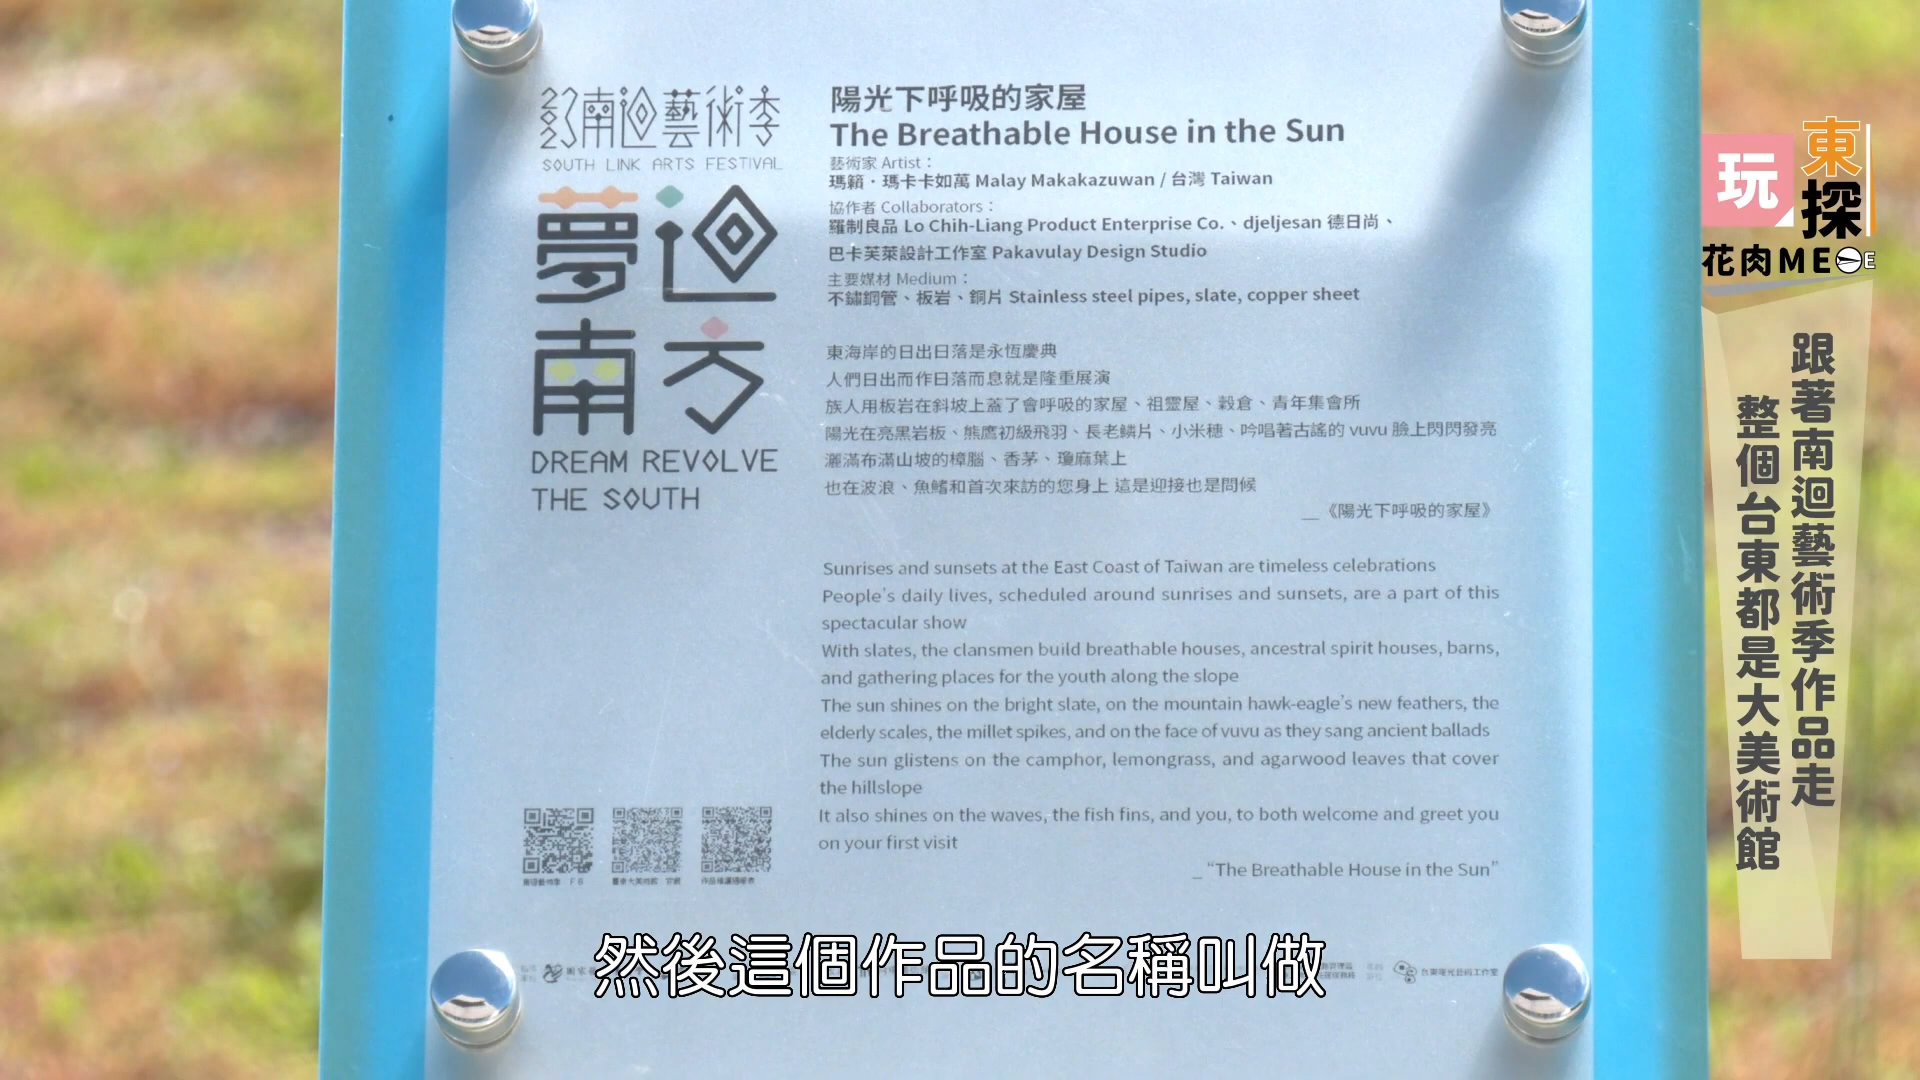 南迴藝術季
SOUTH LINK ARTS FESTIVAL
夢迴
南方
DREAM REVOLVE
THE SOUTH
陽光下呼吸的家屋
The Breathable House in the Sun
藝術家 Artist：
瑪籟・瑪卡卡如萬 Malay Makakazuwan / 台灣 Taiwan
協作者 Collaborators：
羅制良品 Lo Chih-Liang Product Enterprise Co.、djeljesan 德日尚、
巴卡芙萊設計工作室 Pakavulay Design Studio
主要媒材 Medium：
不鏽鋼管、板岩、銅片 Stainless steel pipes, slate, copper sheet
東海岸的日出日落是永恆慶典
人們日出而作日落而息就是隆重展演
族人用板岩在斜坡上蓋了會呼吸的家屋、祖靈屋、穀倉、青年集會所
陽光在亮黑岩板、熊鷹初級飛羽、長老鱗片、小米穗、吟唱著古謠的 vuvu 臉上閃閃發亮
灑滿布滿山坡的樟腦、香茅、瓊麻葉上
也在波浪、魚鰭和首次來訪的您身上 這是迎接也是問候
__《陽光下呼吸的家屋》
Sunrises and sunsets at the East Coast of Taiwan are timeless celebrations
People's daily lives, scheduled around sunrises and sunsets, are a part of this
spectacular show
With slates, the clansmen build breathable houses, ancestral spirit houses, barns,
and gathering places for the youth along the slope
The sun shines on the bright slate, on the mountain hawk-eagle's new feathers, the
elderly scales, the millet spikes, and on the face of vuvu as they sang ancient ballads
The sun glistens on the camphor, lemongrass, and agarwood leaves that cover
the hillslope
It also shines on the waves, the fish fins, and you, to both welcome and greet you
on your first visit
_ “The Breathable House in the Sun”
然後這個作品的名稱叫做
玩
東探
花肉ME
跟著南迴藝術季作品走
整個台東都是大美術館